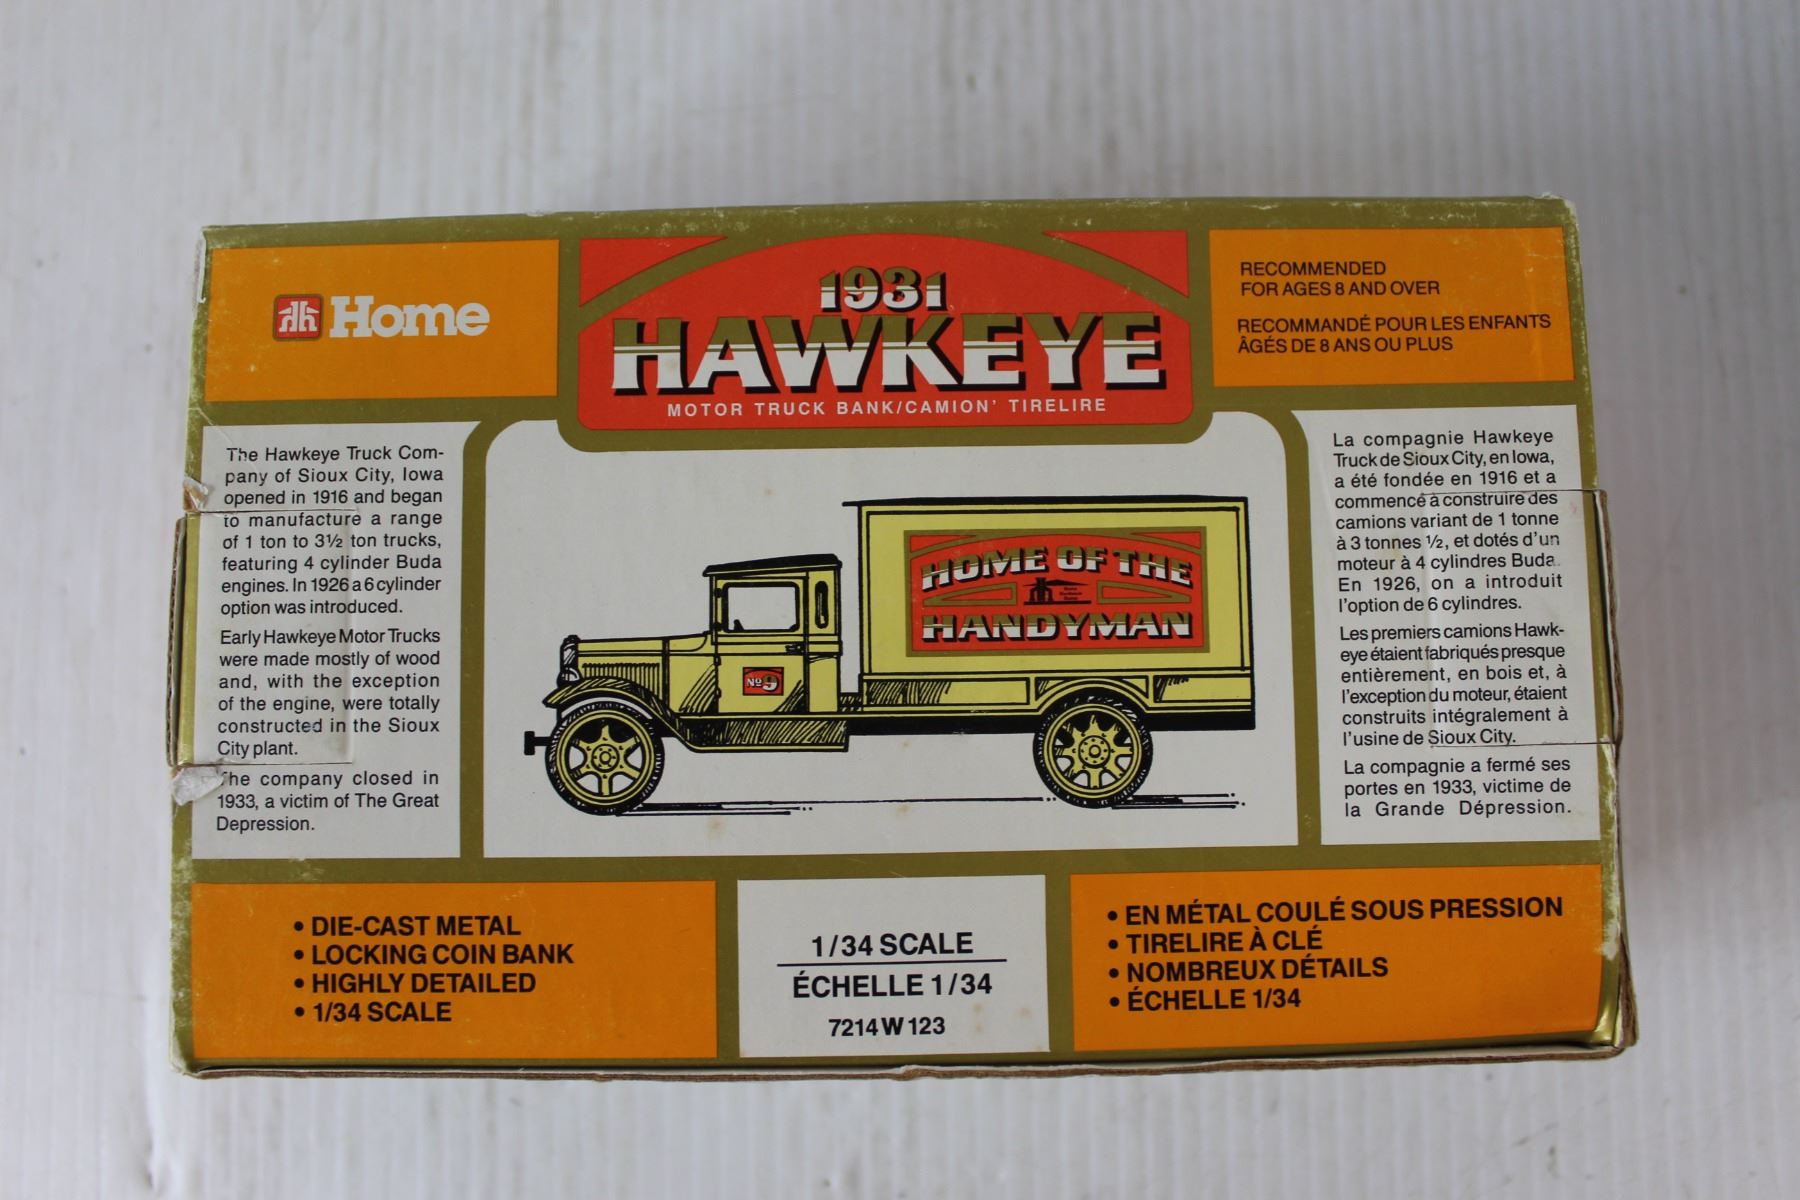 Home
1931
HAWKEYE
MOTOR TRUCK BANK/CAMION' TIRELIRE
RECOMMENDED
FOR AGES 8 AND OVER
RECOMMANDÉ POUR LES ENFANTS
ÂGÉS DE 8 ANS OU PLUS
The Hawkeye Truck Com-
pany of Sioux City, Iowa
opened in 1916 and began
to manufacture a range
of 1 ton to 3½ ton trucks,
featuring 4 cylinder Buda
engines. In 1926 a 6 cylinder
option was introduced.
Early Hawkeye Motor Trucks
were made mostly of wood
and, with the exception
of the engine, were totally
constructed in the Sioux
City plant.
The company closed in
1933, a victim of The Great
Depression.
HOME OF THE
HANDYMAN
Nº 9
La compagnie Hawkeye
Truck de Sioux City, en Iowa,
a été fondée en 1916 et a
commencé à construire des
camions variant de 1 tonne
à 3 tonnes ½, et dotés d'un
moteur à 4 cylindres Buda.
En 1926, on a introduit
l'option de 6 cylindres.
Les premiers camions Hawk-
eye étaient fabriqués presque
entièrement, en bois et, à
l'exception du moteur, étaient
construits intégralement à
l'usine de Sioux City.
La compagnie a fermé ses
portes en 1933, victime de
la Grande Dépression.
• DIE-CAST METAL
• LOCKING COIN BANK
• HIGHLY DETAILED
• 1/34 SCALE
1/34 SCALE
ÉCHELLE 1/34
7214W123
• EN MÉTAL COULÉ SOUS PRESSION
• TIRELIRE À CLÉ
• NOMBREUX DÉTAILS
• ÉCHELLE 1/34